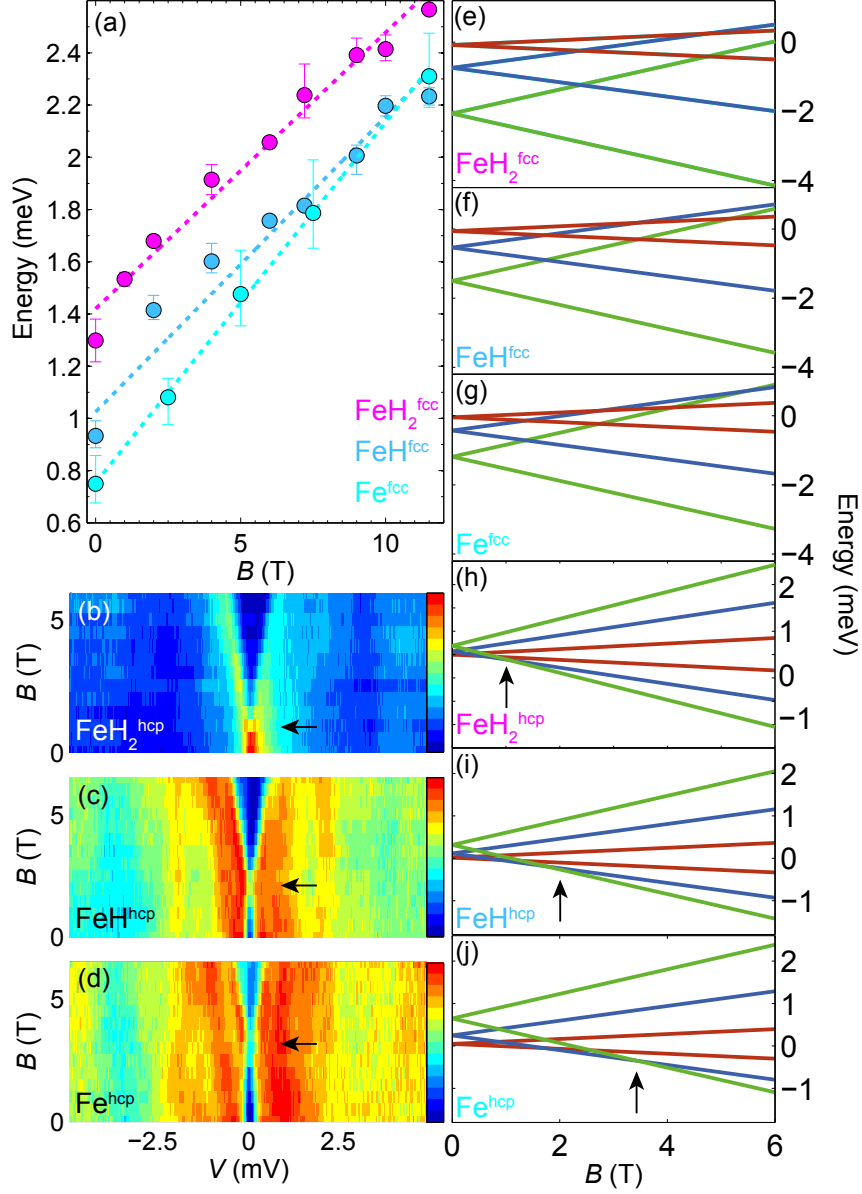 (a)
2.4
2.2
2
1.8
1.6
1.4
1.2
1
0.8
0.6
Energy (meV)
FeH₂ᶠᶜᶜ
FeHᶠᶜᶜ
Feᶠᶜᶜ
0
5
10
B (T)
(b)
5
0
B (T)
FeH₂ʰᶜᵖ
(c)
5
0
B (T)
FeHʰᶜᵖ
(d)
5
0
B (T)
Feʰᶜᵖ
−2.5
0
2.5
V (mV)
(e)
0
−2
−4
FeH₂ᶠᶜᶜ
(f)
0
−2
−4
FeHᶠᶜᶜ
(g)
0
−2
−4
Feᶠᶜᶜ
Energy (meV)
(h)
2
1
0
−1
FeH₂ʰᶜᵖ
(i)
2
1
0
−1
FeHʰᶜᵖ
(j)
2
1
0
−1
Feʰᶜᵖ
0
2
4
6
B (T)